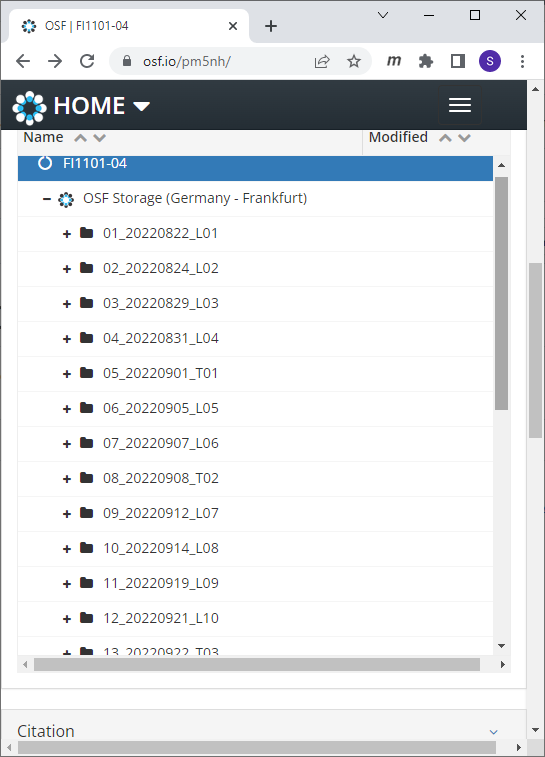 OSF | FI1101-04
osf.io/pm5nh/
m
S
HOME
Name
Modified
FI1101-04
OSF Storage (Germany - Frankfurt)
01_20220822_L01
02_20220824_L02
03_20220829_L03
04_20220831_L04
05_20220901_T01
06_20220905_L05
07_20220907_L06
08_20220908_T02
09_20220912_L07
10_20220914_L08
11_20220919_L09
12_20220921_L10
13_20220922_T03
Citation